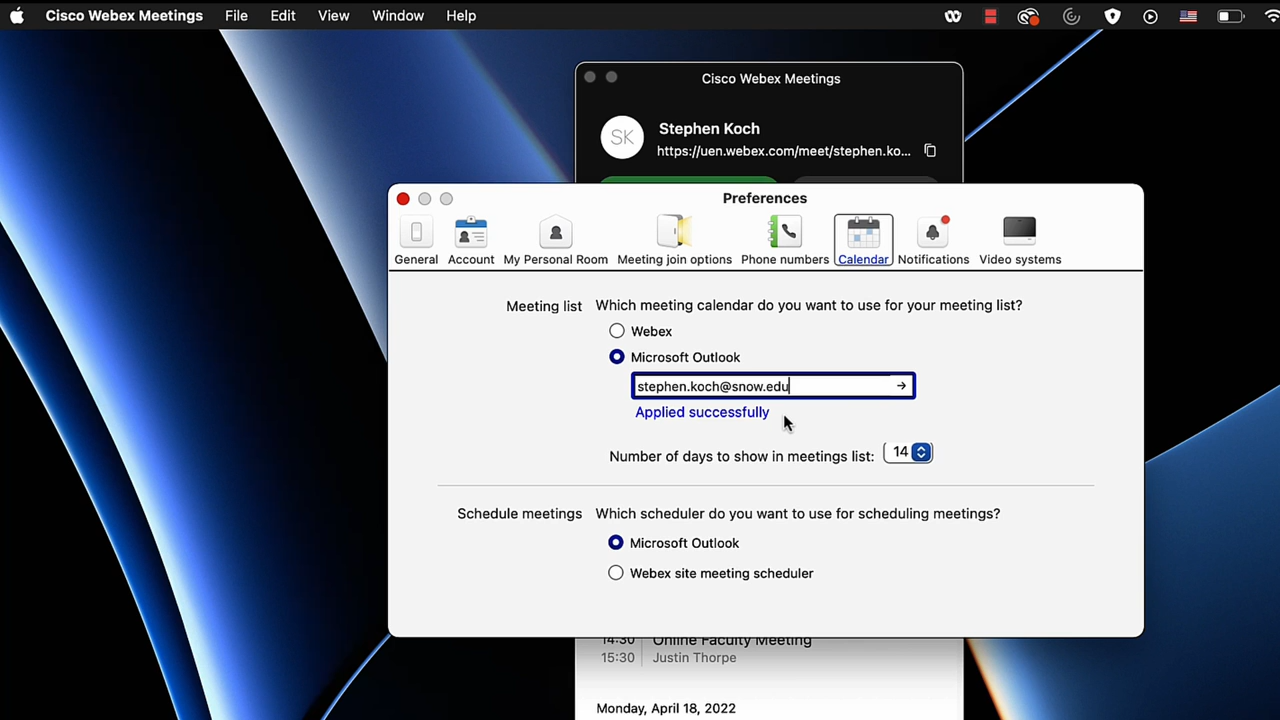 Cisco Webex Meetings File Edit View Window Help
Cisco Webex Meetings
SK
Stephen Koch
https://uen.webex.com/meet/stephen.ko...
Preferences
General Account My Personal Room Meeting join options Phone numbers Calendar Notifications Video systems
Meeting list Which meeting calendar do you want to use for your meeting list?
Webex
Microsoft Outlook
stephen.koch@snow.edu
Applied successfully
Number of days to show in meetings list: 14
Schedule meetings Which scheduler do you want to use for scheduling meetings?
Microsoft Outlook
Webex site meeting scheduler
14:30 Online Faculty Meeting
15:30 Justin Thorpe
Monday, April 18, 2022